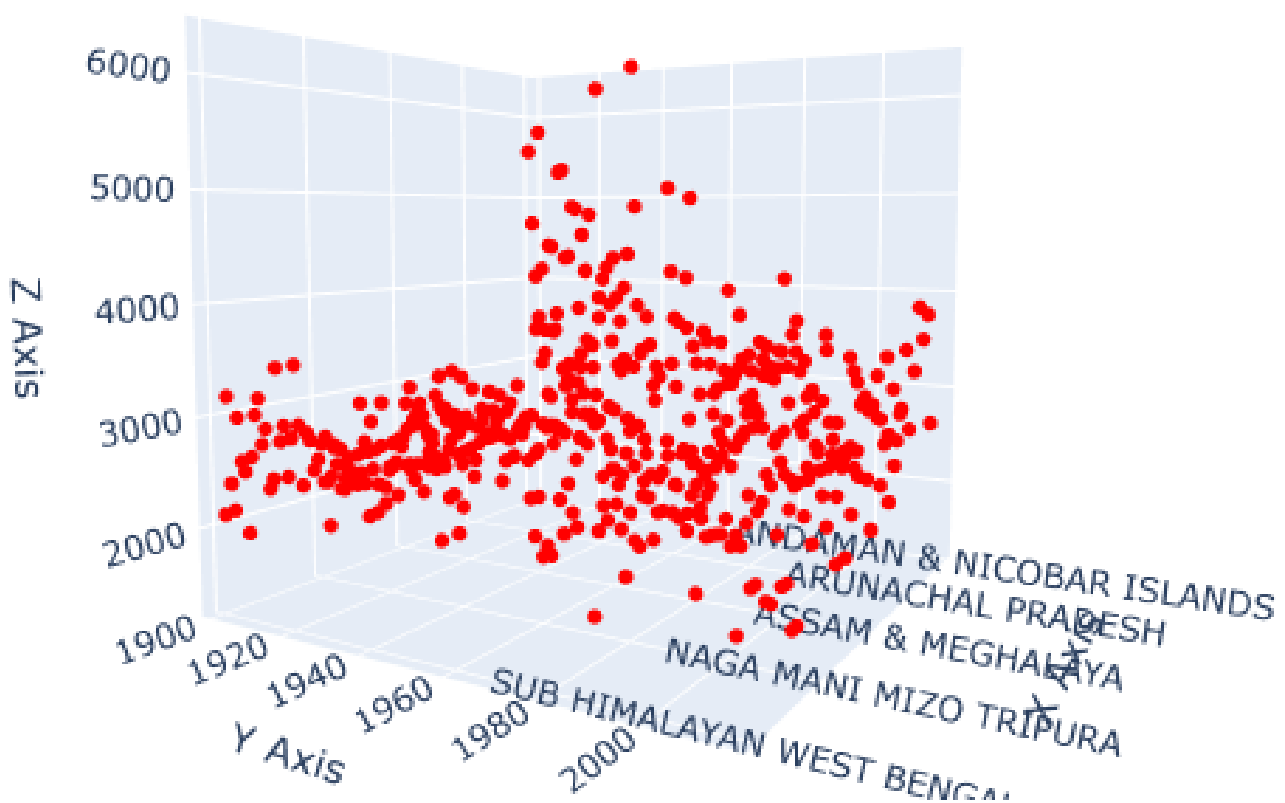 6000
5000
4000
3000
2000
Z Axis
1900
1920
1940
1960
1980
2000
Y Axis
ANDAMAN & NICOBAR ISLANDS
ARUNACHAL PRADESH
ASSAM & MEGHALAYA
NAGA MANI MIZO TRIPURA
SUB HIMALAYAN WEST BENGAL
X Axis